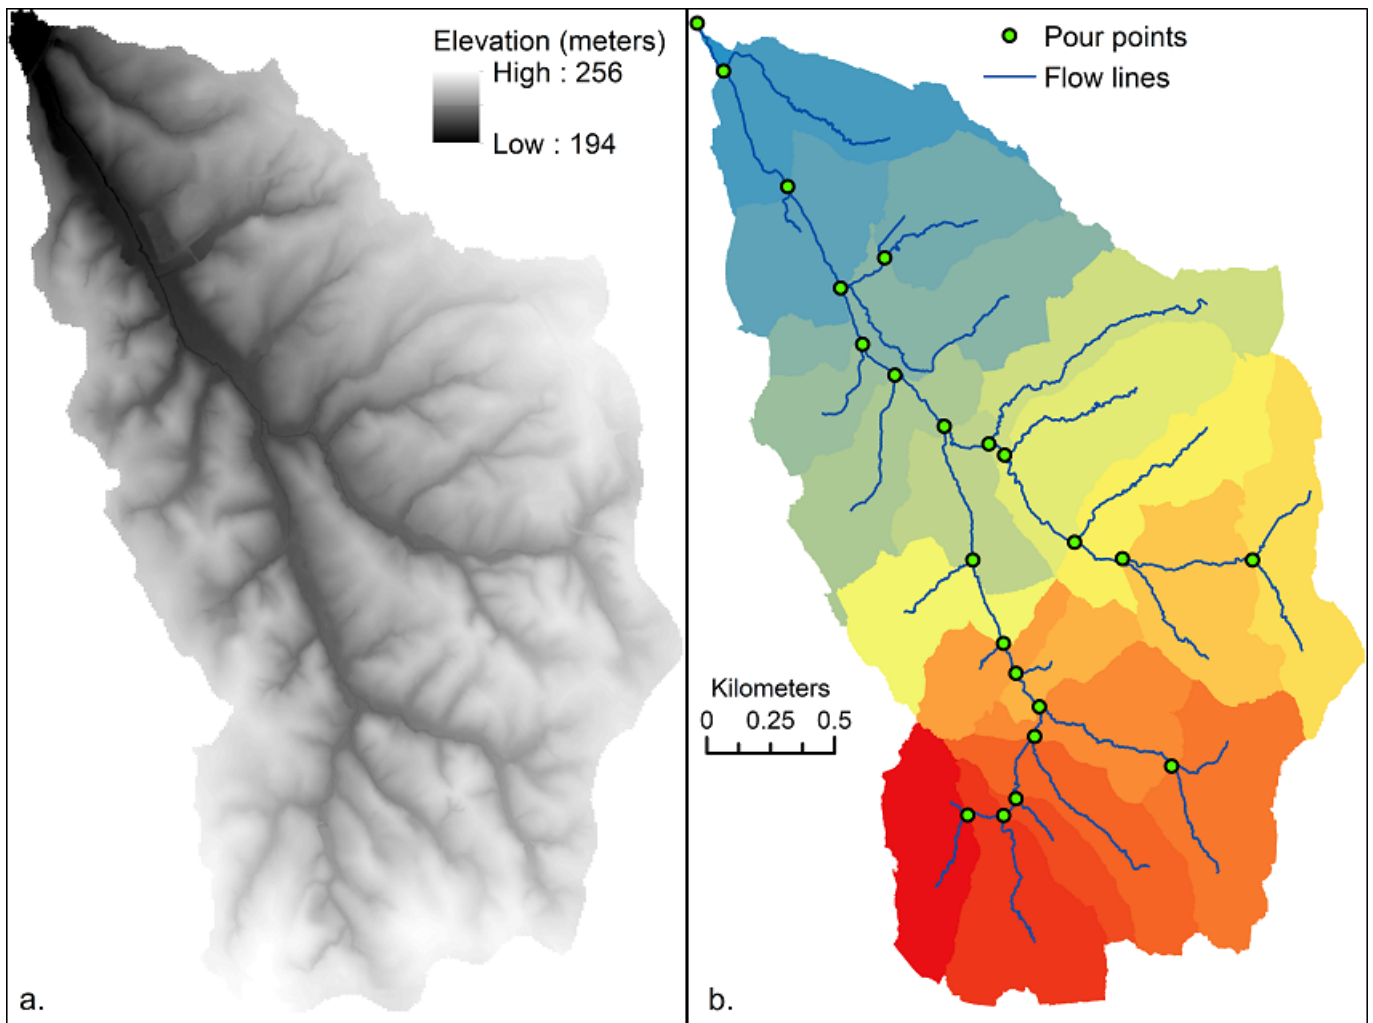 Elevation (meters)
High : 256
Low : 194
a.
Pour points
Flow lines
Kilometers
0 0.25 0.5
b.